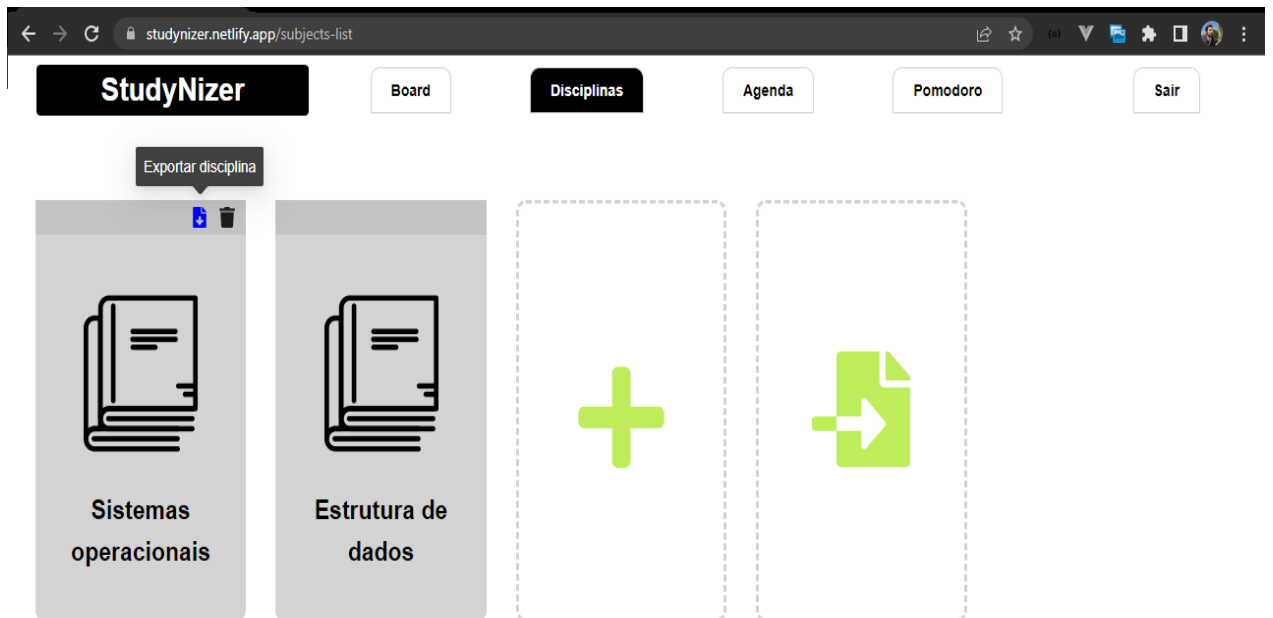 studynizer.netlify.app/subjects-list
StudyNizer
Board
Disciplinas
Agenda
Pomodoro
Sair
Exportar disciplina
Sistemas
operacionais
Estrutura de
dados